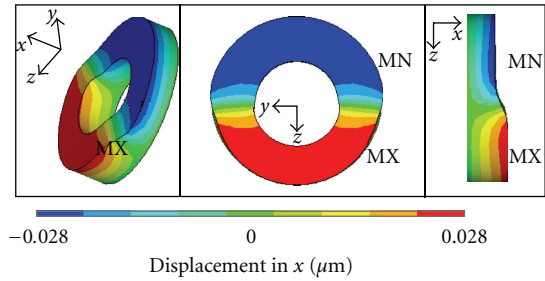 y
x
z
MX
MN
y
z
MX
x
z
MN
MX
−0.028
0
0.028
Displacement in x (μm)